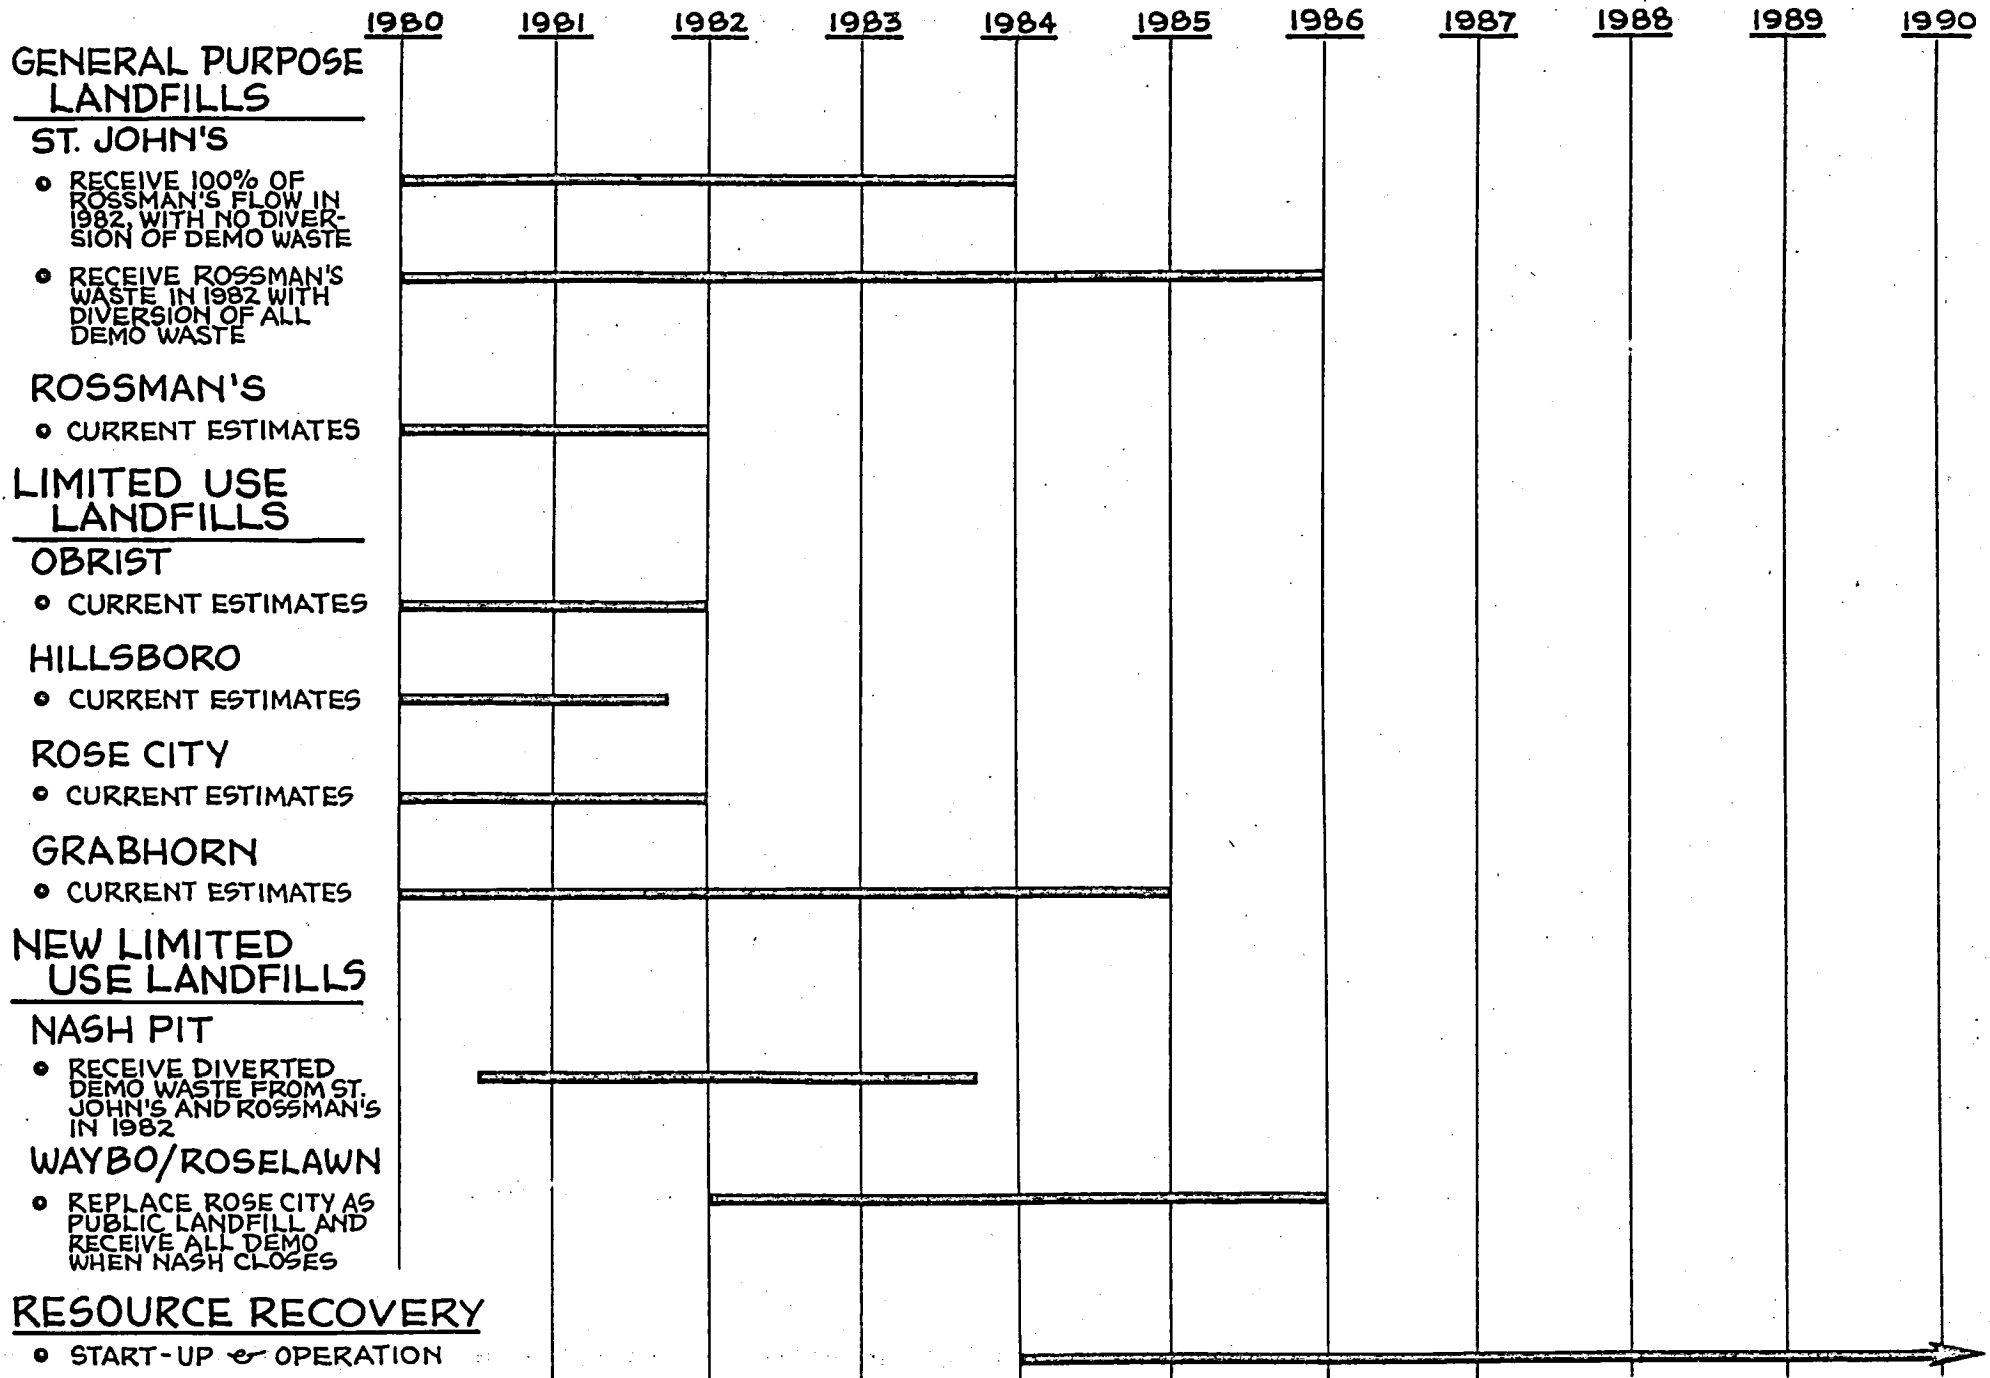 1980 1981 1982 1983 1984 1985 1986 1987 1988 1989 1990
GENERAL PURPOSE
LANDFILLS
ST. JOHN'S
• RECEIVE 100% OF
ROSSMAN'S FLOW IN
1982, WITH NO DIVER-
SION OF DEMO WASTE
• RECEIVE ROSSMAN'S
WASTE IN 1982 WITH
DIVERSION OF ALL
DEMO WASTE
ROSSMAN'S
• CURRENT ESTIMATES
LIMITED USE
LANDFILLS
OBRIST
• CURRENT ESTIMATES
HILLSBORO
• CURRENT ESTIMATES
ROSE CITY
• CURRENT ESTIMATES
GRABHORN
• CURRENT ESTIMATES
NEW LIMITED
USE LANDFILLS
NASH PIT
• RECEIVE DIVERTED
DEMO WASTE FROM ST.
JOHN'S AND ROSSMAN'S
IN 1982
WAYBO/ROSELAWN
• REPLACE ROSE CITY AS
PUBLIC LANDFILL AND
RECEIVE ALL DEMO
WHEN NASH CLOSES
RESOURCE RECOVERY
• START-UP & OPERATION